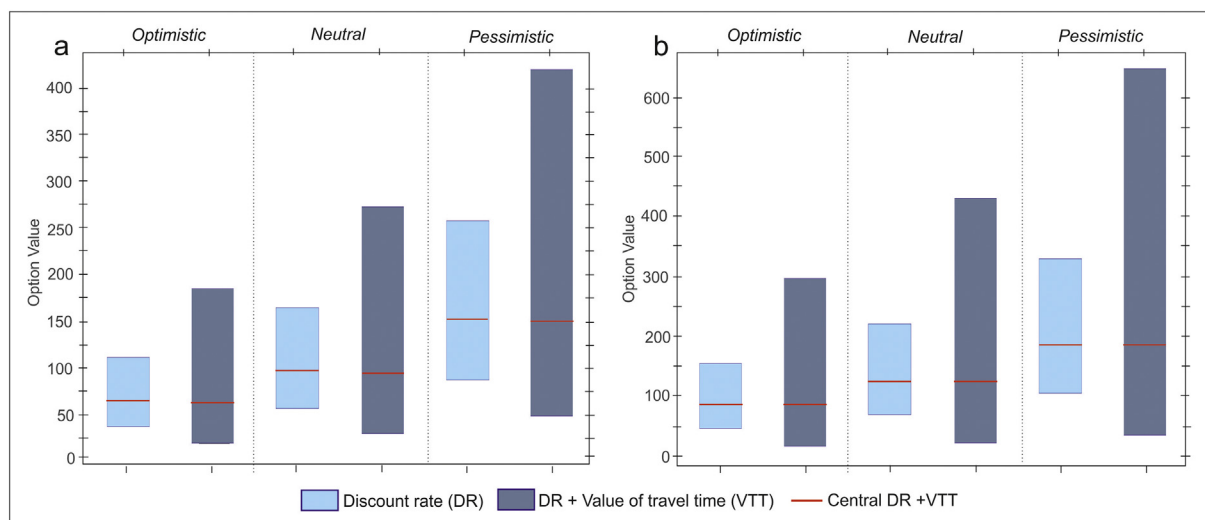 a
Optimistic Neutral Pessimistic
Option Value
400
350
300
250
200
150
100
50
0
b
Optimistic Neutral Pessimistic
Option Value
600
500
400
300
200
100
0
Discount rate (DR) DR + Value of travel time (VTT) Central DR +VTT